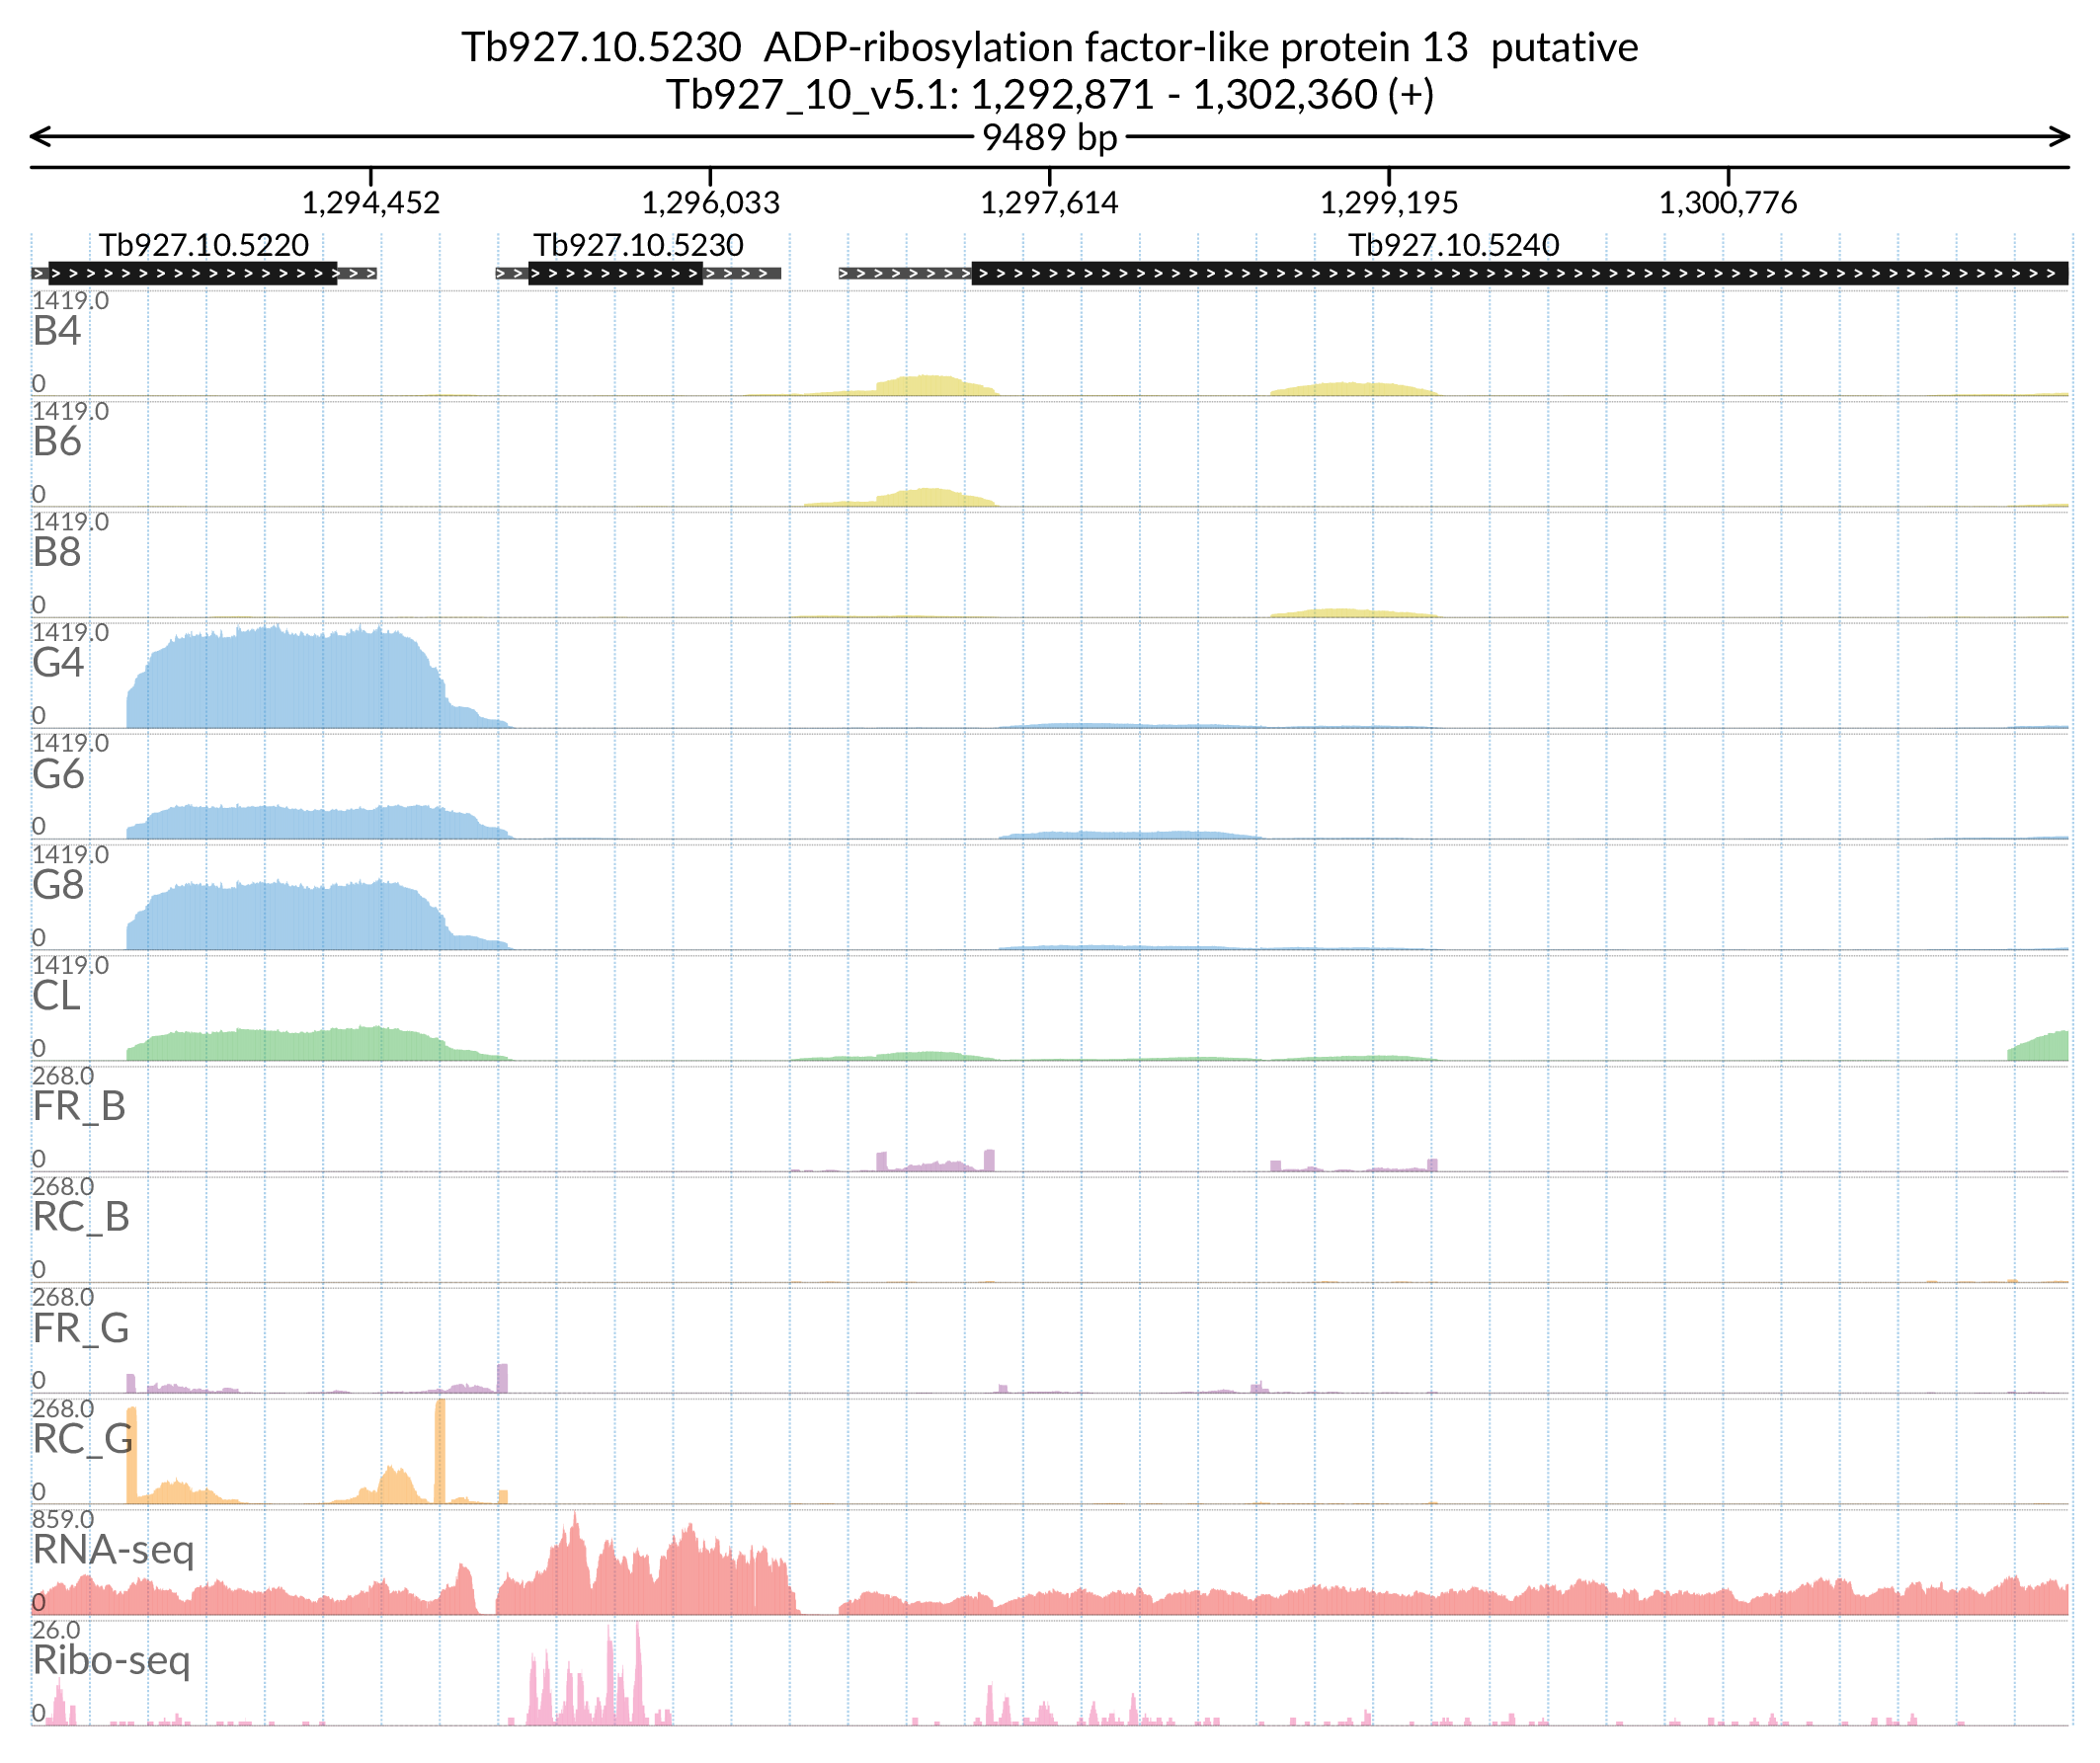 Tb927.10.5230 ADP-ribosylation factor-like protein 13 putative
Tb927_10_v5.1: 1,292,871 - 1,302,360 (+)
9489 bp
1,294,452 1,296,033 1,297,614 1,299,195 1,300,776
Tb927.10.5220 Tb927.10.5230 Tb927.10.5240
1419.0
B4
0
1419.0
B6
0
1419.0
B8
0
1419.0
G4
0
1419.0
G6
0
1419.0
G8
0
1419.0
CL
0
268.0
FR_B
0
268.0
RC_B
0
268.0
FR_G
0
268.0
RC_G
0
859.0
RNA-seq
0
26.0
Ribo-seq
0